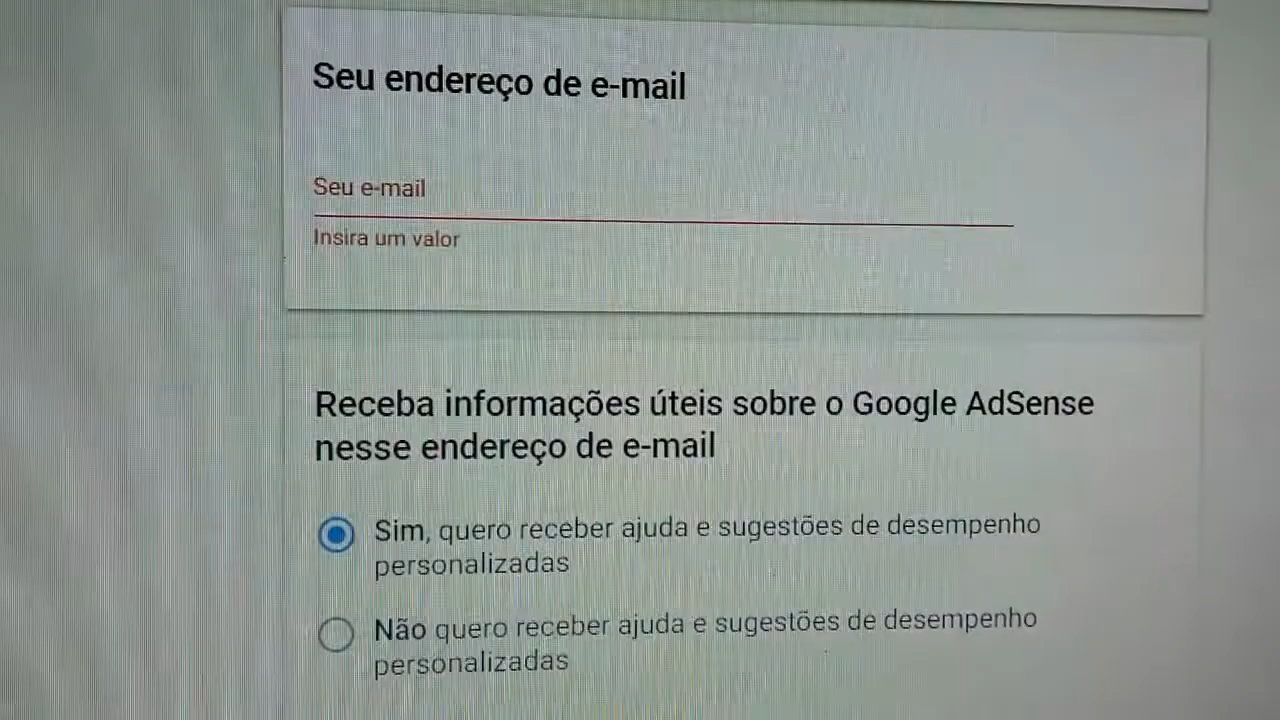 Seu endereço de e-mail
Seu e-mail
Insira um valor
Receba informações úteis sobre o Google AdSense
nesse endereço de e-mail
Sim, quero receber ajuda e sugestões de desempenho
personalizadas
Não quero receber ajuda e sugestões de desempenho
personalizadas